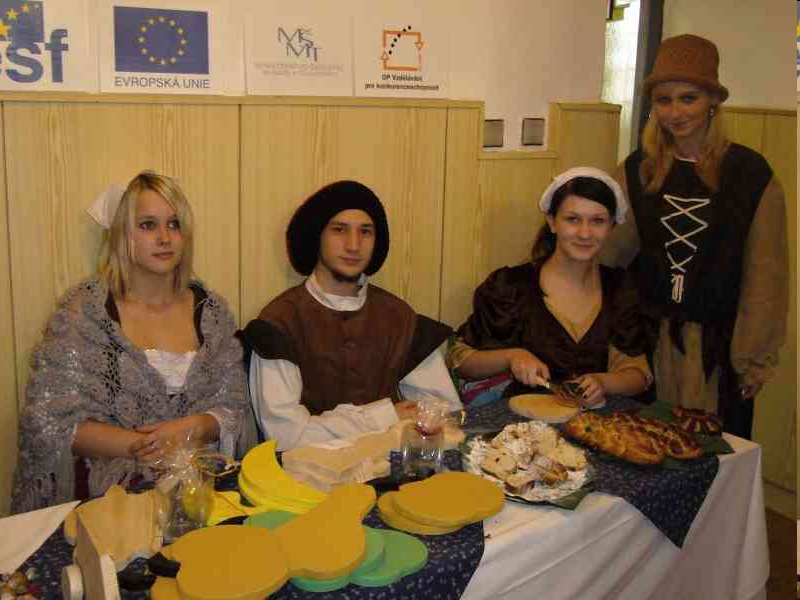 esf
EVROPSKÁ UNIE
MŠMT
OP Vzdělávání
pro konkurenceschopnost